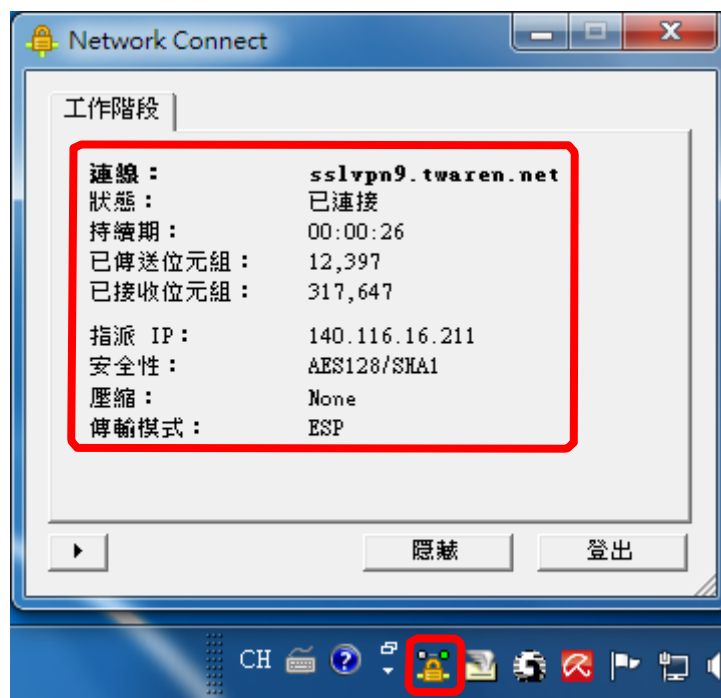 Network Connect
工作階段
連線： sslvpn9.twaren.net
狀態： 已連接
持續期： 00:00:26
已傳送位元組： 12,397
已接收位元組： 317,647
指派 IP： 140.116.16.211
安全性： AES128/SHA1
壓縮： None
傳輸模式： ESP
隱藏 登出
CH